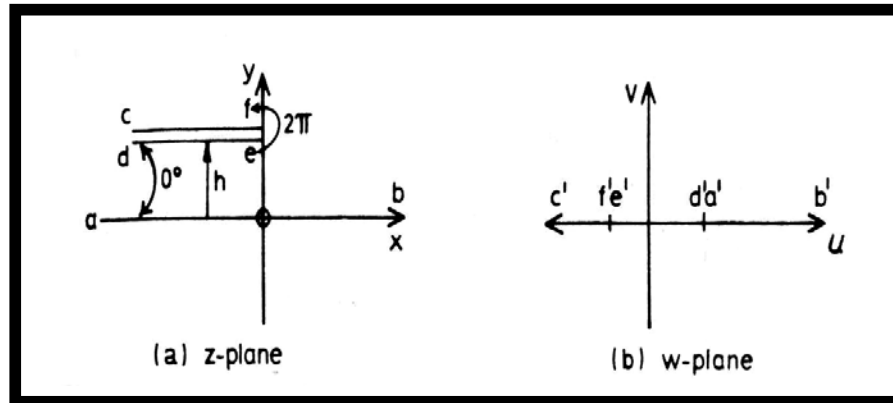 y
c
f
2π
d
e
0°
h
a
b
x
(a) z-plane
V
c'
f'e'
d'a'
b'
u
(b) w-plane